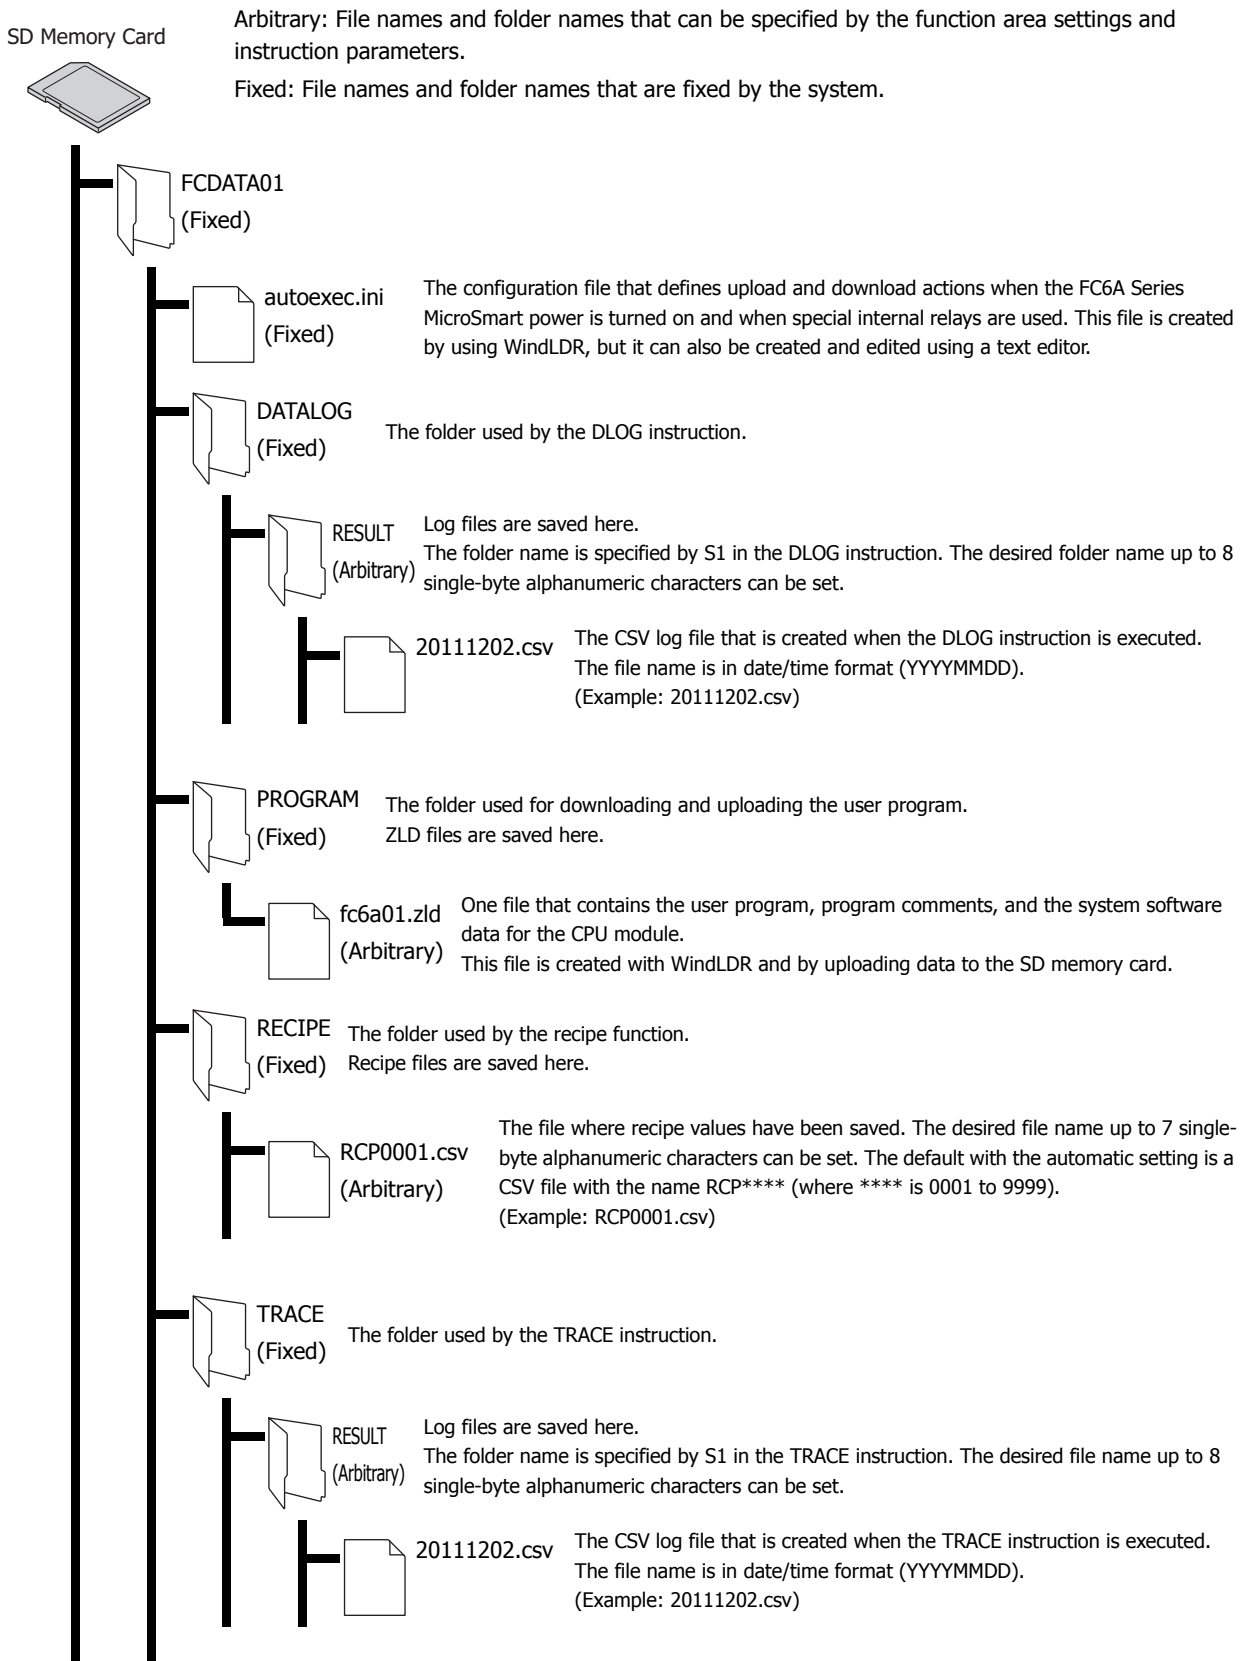 Arbitrary: File names and folder names that can be specified by the function area settings and
instruction parameters.
SD Memory Card
Fixed: File names and folder names that are fixed by the system.
FCDATA01
(Fixed)
autoexec.ini
(Fixed)
The configuration file that defines upload and download actions when the FC6A Series
MicroSmart power is turned on and when special internal relays are used. This file is created
by using WindLDR, but it can also be created and edited using a text editor.
DATALOG
(Fixed)
The folder used by the DLOG instruction.
RESULT
(Arbitrary)
Log files are saved here.
The folder name is specified by S1 in the DLOG instruction. The desired folder name up to 8
single-byte alphanumeric characters can be set.
20111202.csv
The CSV log file that is created when the DLOG instruction is executed.
The file name is in date/time format (YYYYMMDD).
(Example: 20111202.csv)
PROGRAM
(Fixed)
The folder used for downloading and uploading the user program.
ZLD files are saved here.
fc6a01.zld
(Arbitrary)
One file that contains the user program, program comments, and the system software
data for the CPU module.
This file is created with WindLDR and by uploading data to the SD memory card.
RECIPE
(Fixed)
The folder used by the recipe function.
Recipe files are saved here.
RCP0001.csv
(Arbitrary)
The file where recipe values have been saved. The desired file name up to 7 single-
byte alphanumeric characters can be set. The default with the automatic setting is a
CSV file with the name RCP**** (where **** is 0001 to 9999).
(Example: RCP0001.csv)
TRACE
(Fixed)
The folder used by the TRACE instruction.
RESULT
(Arbitrary)
Log files are saved here.
The folder name is specified by S1 in the TRACE instruction. The desired file name up to 8
single-byte alphanumeric characters can be set.
20111202.csv
The CSV log file that is created when the TRACE instruction is executed.
The file name is in date/time format (YYYYMMDD).
(Example: 20111202.csv)